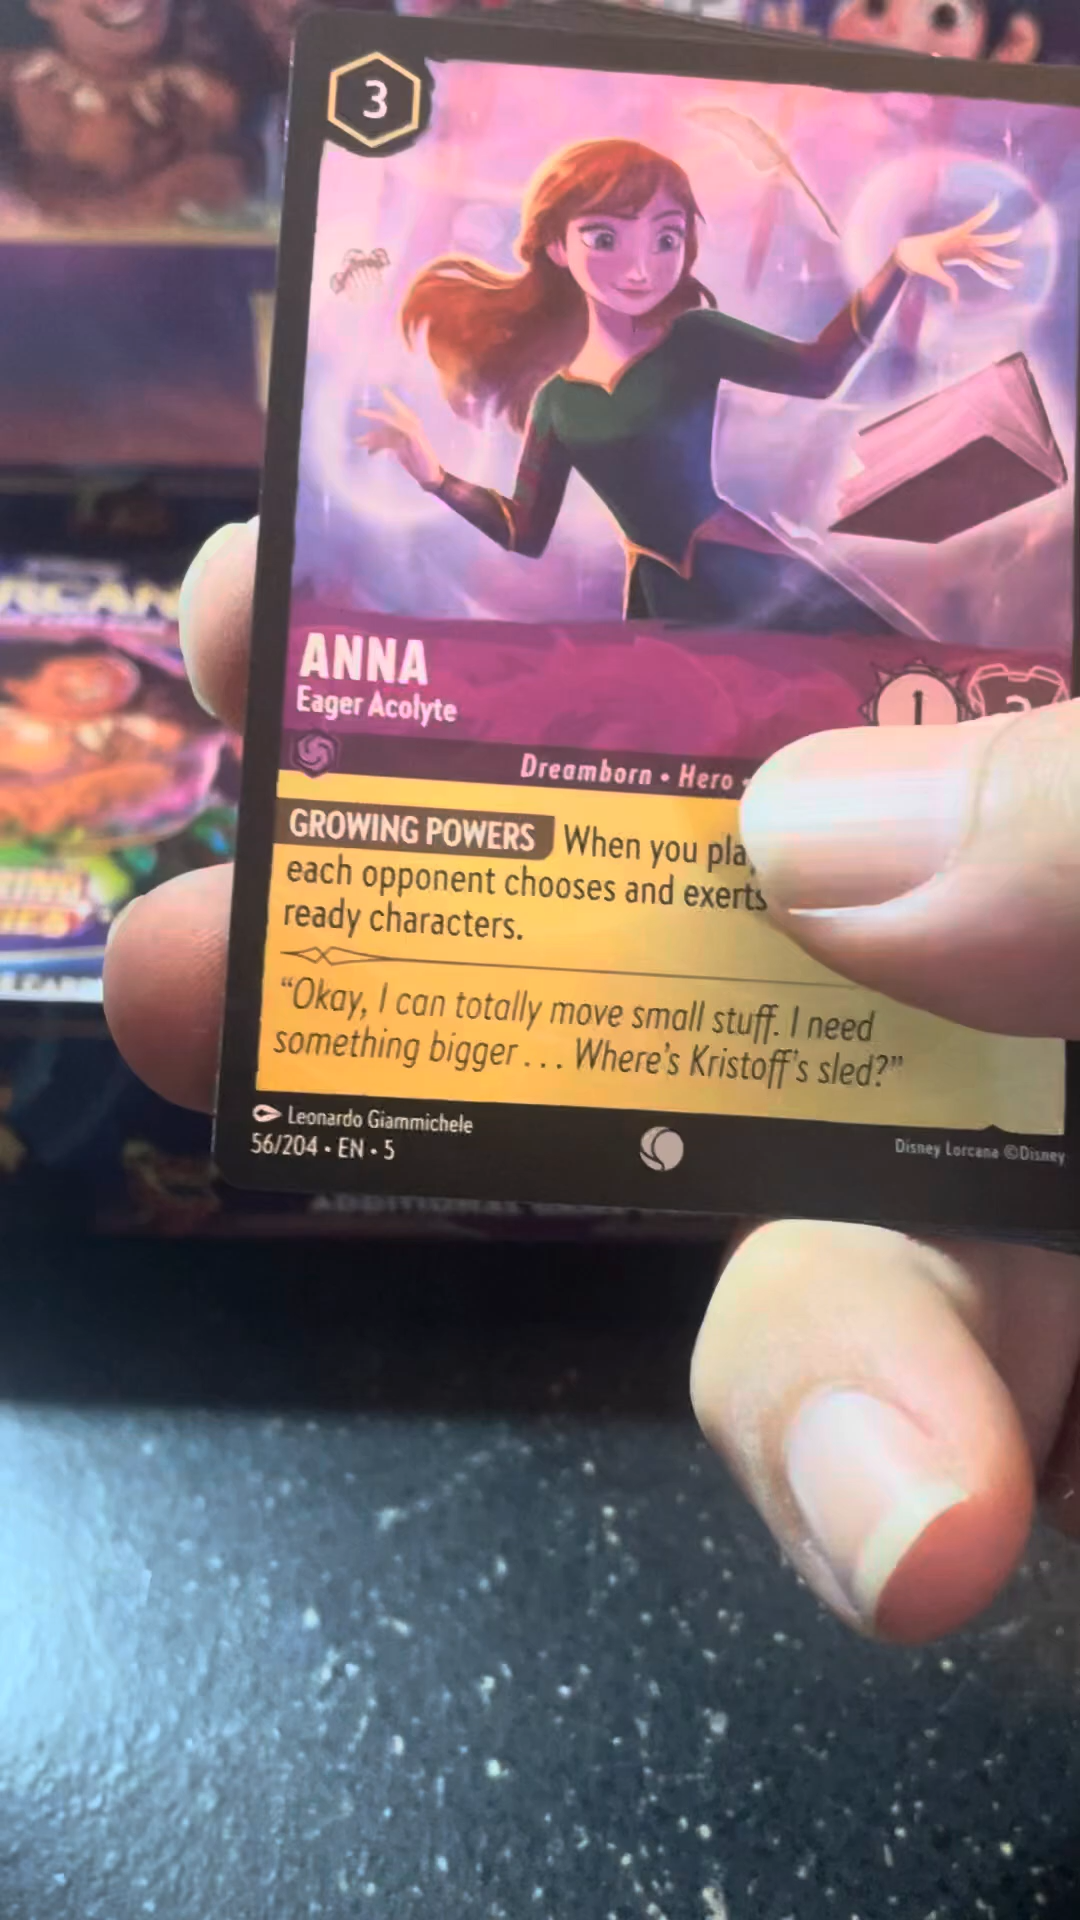 3
ANNA
Eager Acolyte
1
Dreamborn • Hero •
GROWING POWERS When you
each opponent chooses and exerts
ready characters.
“Okay, I can totally move small stuff. I need
something bigger . . . Where’s Kristoff’s sled?”
Leonardo Giammichele
56/204 • EN • 5
Disney Lorcana ©Disney